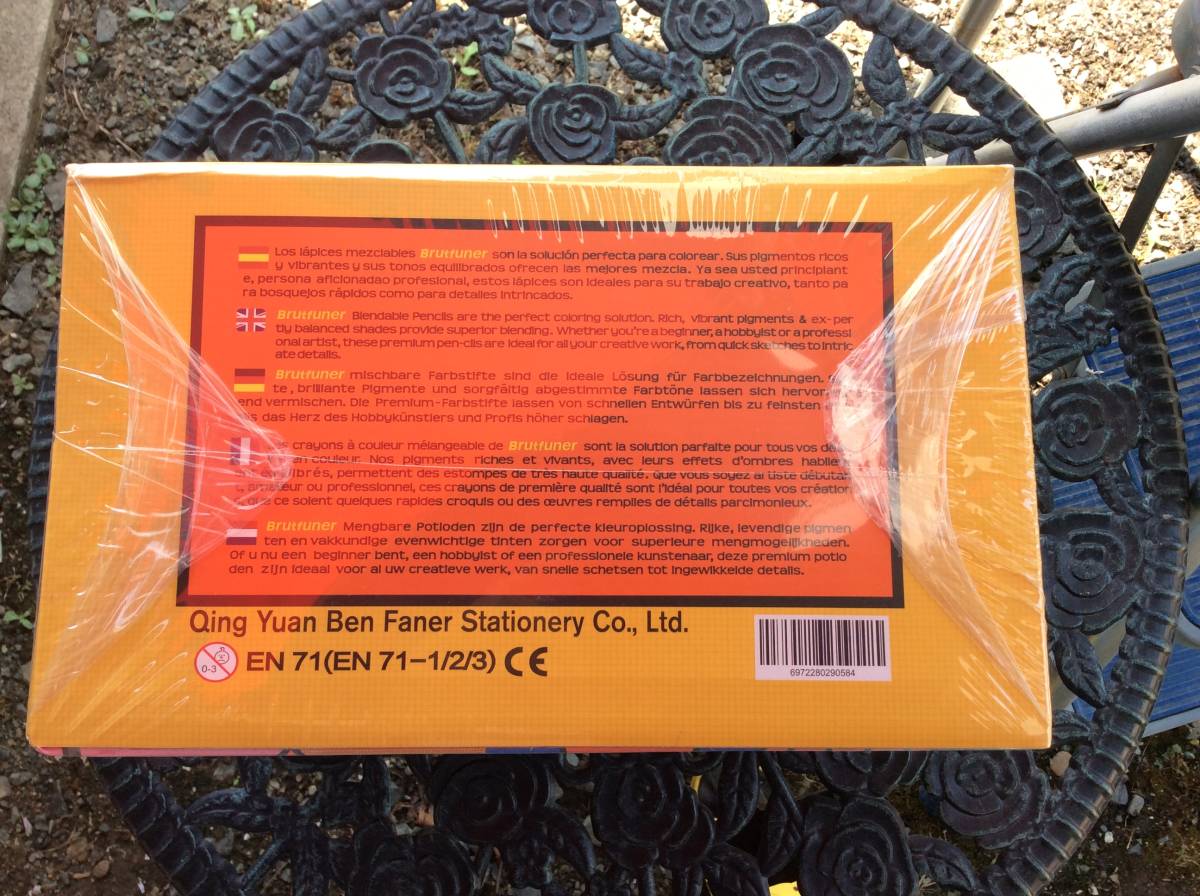 Los lápices mezclables Brutfuner son la solución perfecta para colorear. Sus pigmentos ricos
y vibrantes y sus tonos equilibrados ofrecen las mejores mezcla. Ya sea usted principiant
e, persona aficionadao profesional, estos lápices son ideales para su trabajo creativo, tanto pa
ra bosquejos rápidos como para detalles intrincados.
Brutfuner Blendable Pencils are the perfect coloring solution. Rich, vibrant pigments & ex-per
tly balanced shades provide superior blending. Whether you're a beginner, a hobbyist or a professi
onal artist, these premium pen-cils are ideal for all your creative work, from quick sketches to intric
ate details.
Brutfuner mischbare Farbstifte sind die ideale Lösung für Farbbezeichnungen.
te, brillante Pigmente und sorgfältig abgestimmte Farbtöne lassen sich hervor
end vermischen. Die Premium-Farbstifte lassen von schnellen Entwürfen bis zu feinsten
das Herz des Hobbykünstlers und Profis höher schlagen.
crayons à couleur mélangeable de Brutfuner sont la solution parfaite pour tous vos
en couleur. Nos pigments riches et vivants, avec leurs effets d'ombres
permettent des estompes de très haute qualité. Que vous soyez artiste
ou professionnel, ces crayons de première qualité sont l'idéal pour toutes vos création
que ce soient quelques rapides croquis ou des œuvres remplies de détails parcimonieux.
Brutfuner Mengbare Potloden zijn de perfecte kleuroplossing. Rijke, levendige pigmen
ten en vakkundige evenwichtige tinten zorgen voor superieure mengmogelijkheden.
Of u nu een beginner bent, een hobbyist of een professionele kunstenaar, deze premium potlo
den zijn ideaal voor al uw creatieve werk, van snelle schetsen tot ingewikkelde details.
Qing Yuan Ben Faner Stationery Co., Ltd.
0-3 EN 71(EN 71-1/2/3) CE
6972280290584